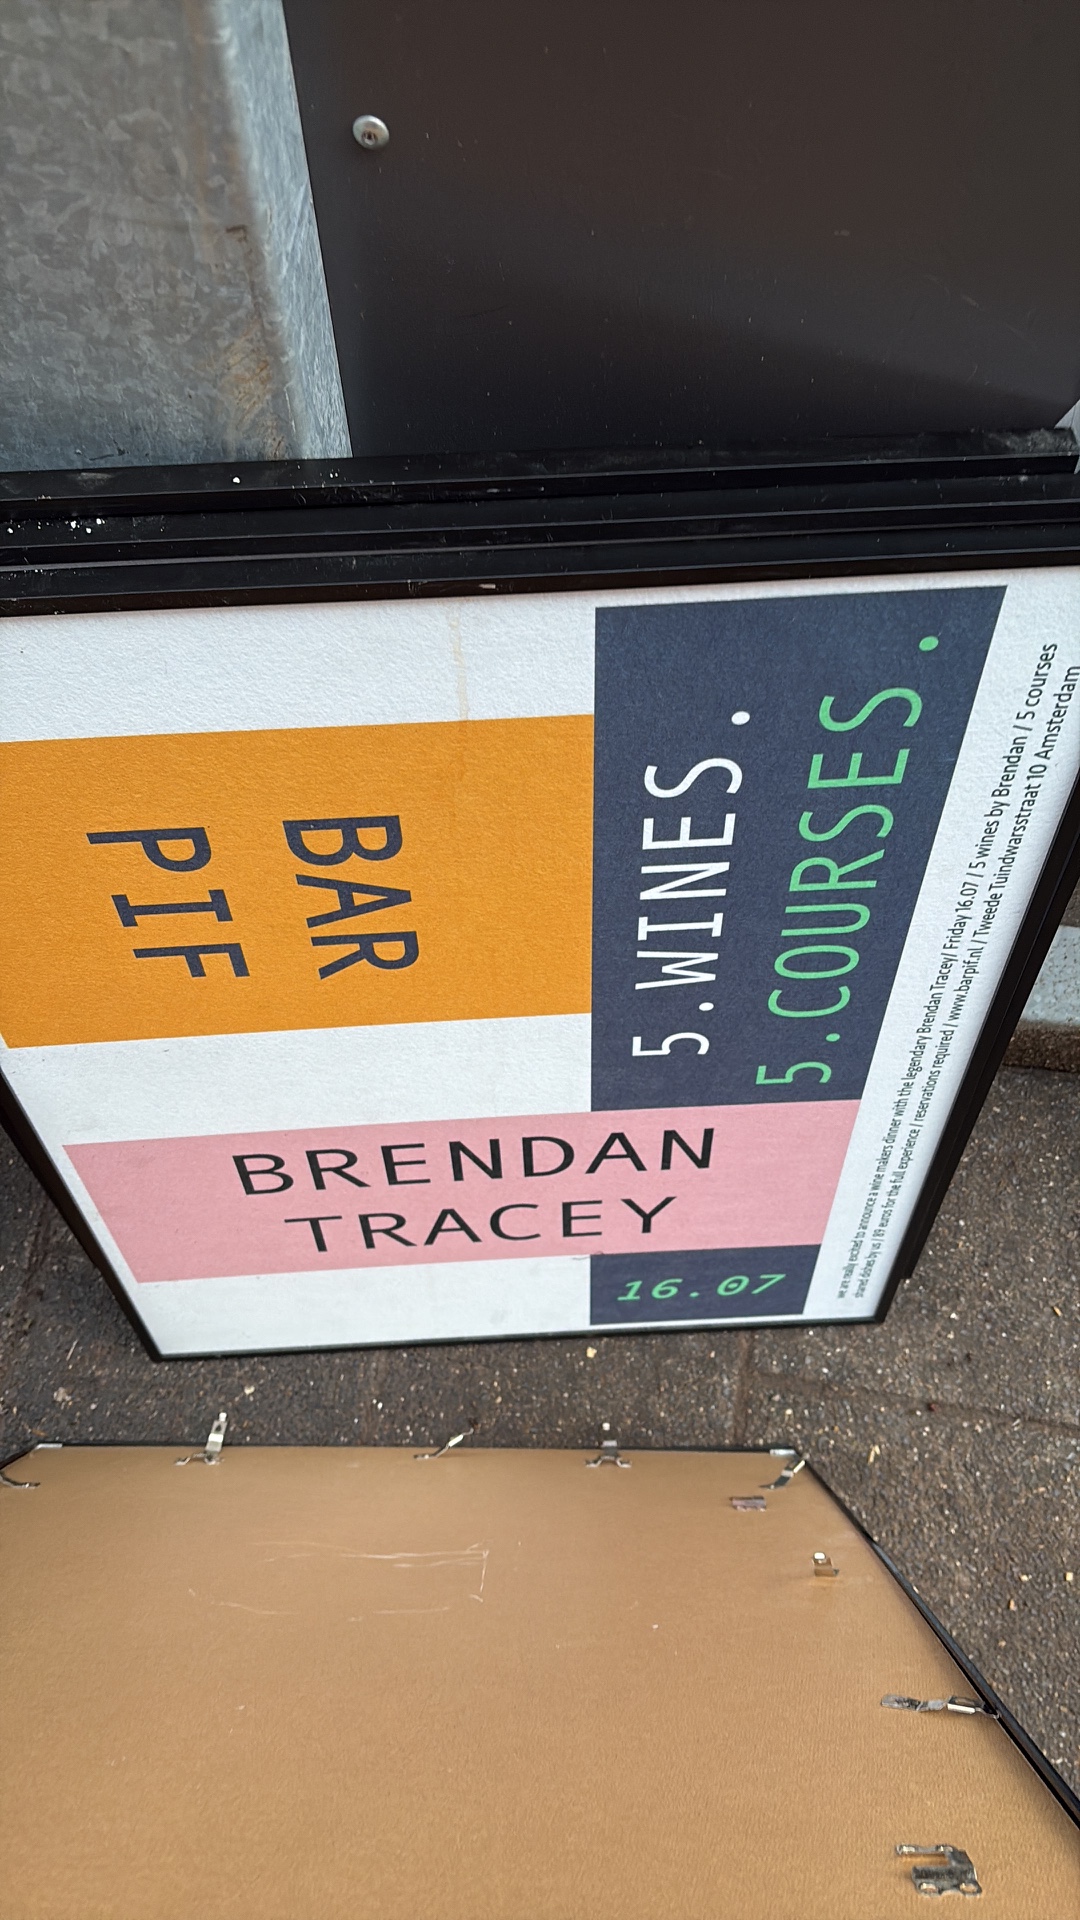 BAR
PIF
5.WINES.
5.COURSES.
BRENDAN
TRACEY
16.07
we are really excited to announce a wine makers dinner with the legendary Brendan Tracey/ Friday 16.07 / 5 wines by Brendan / 5 courses
shared dishes by us / 89 euros for the full experience / reservations required / www.barpif.nl / Tweede Tuindwarsstraat 10 Amsterdam